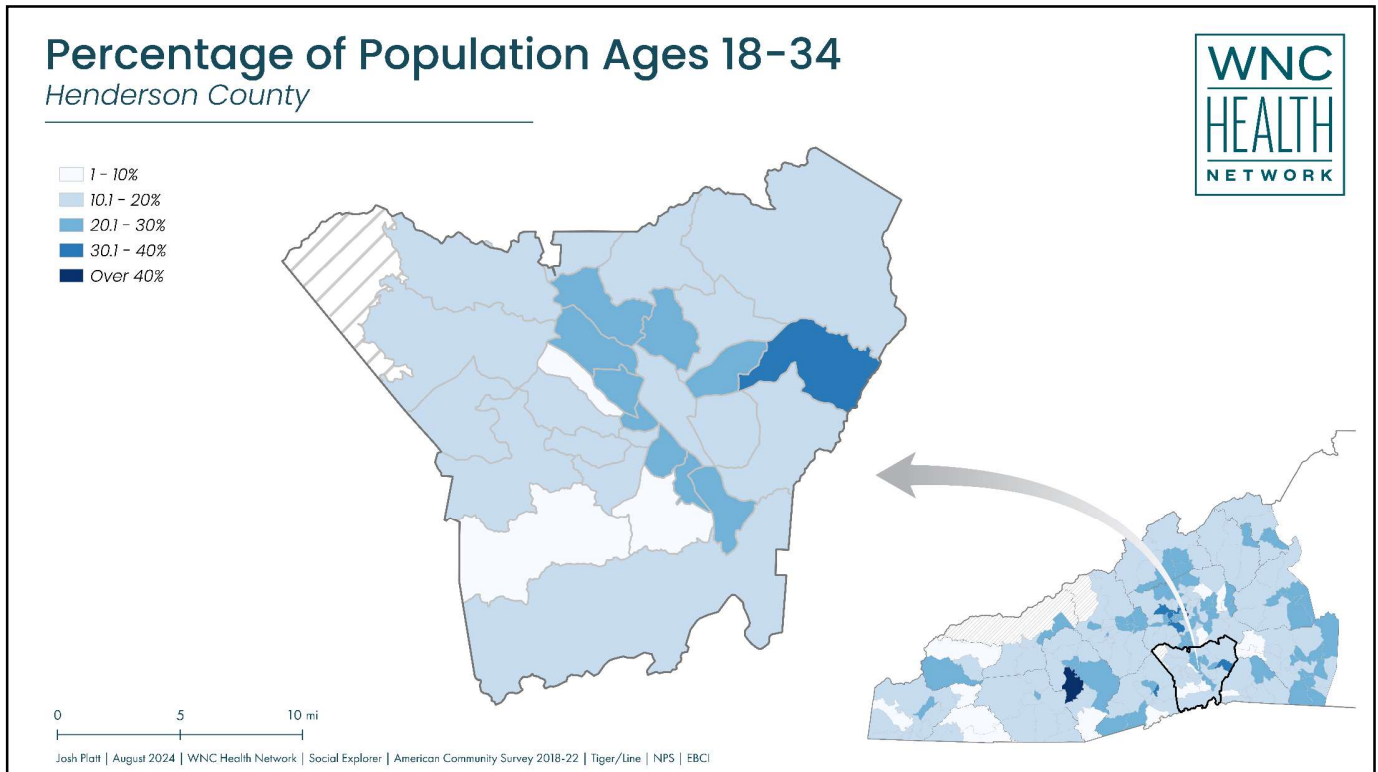 Percentage of Population Ages 18-34
Henderson County
WNC
HEALTH
NETWORK
1 - 10%
10.1 - 20%
20.1 - 30%
30.1 - 40%
Over 40%
0 5 10 mi
Josh Platt | August 2024 | WNC Health Network | Social Explorer | American Community Survey 2018-22 | Tiger/Line | NPS | EBCI